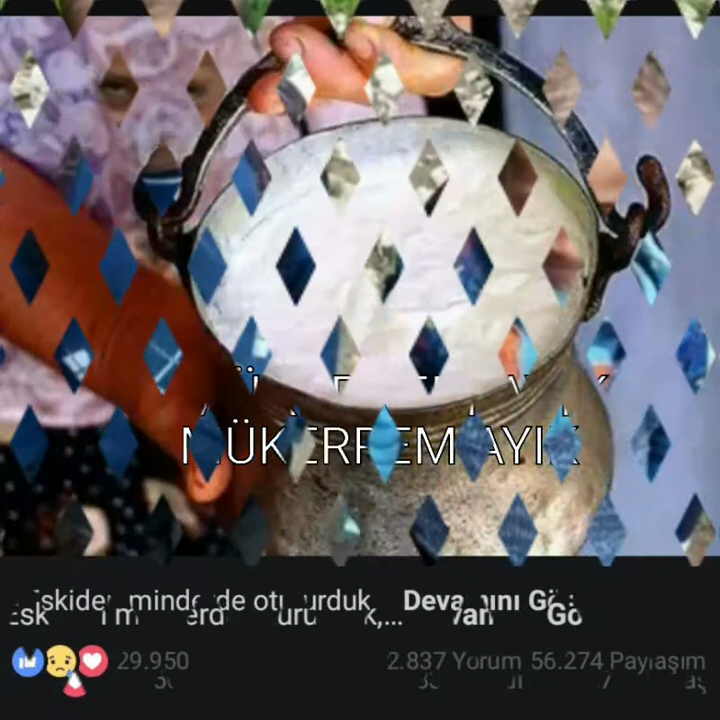 MÜKERREM AYIK
Eskiden minderde otururduk,... Devamını Gör
29.950 2.837 Yorum 56.274 Paylaşım